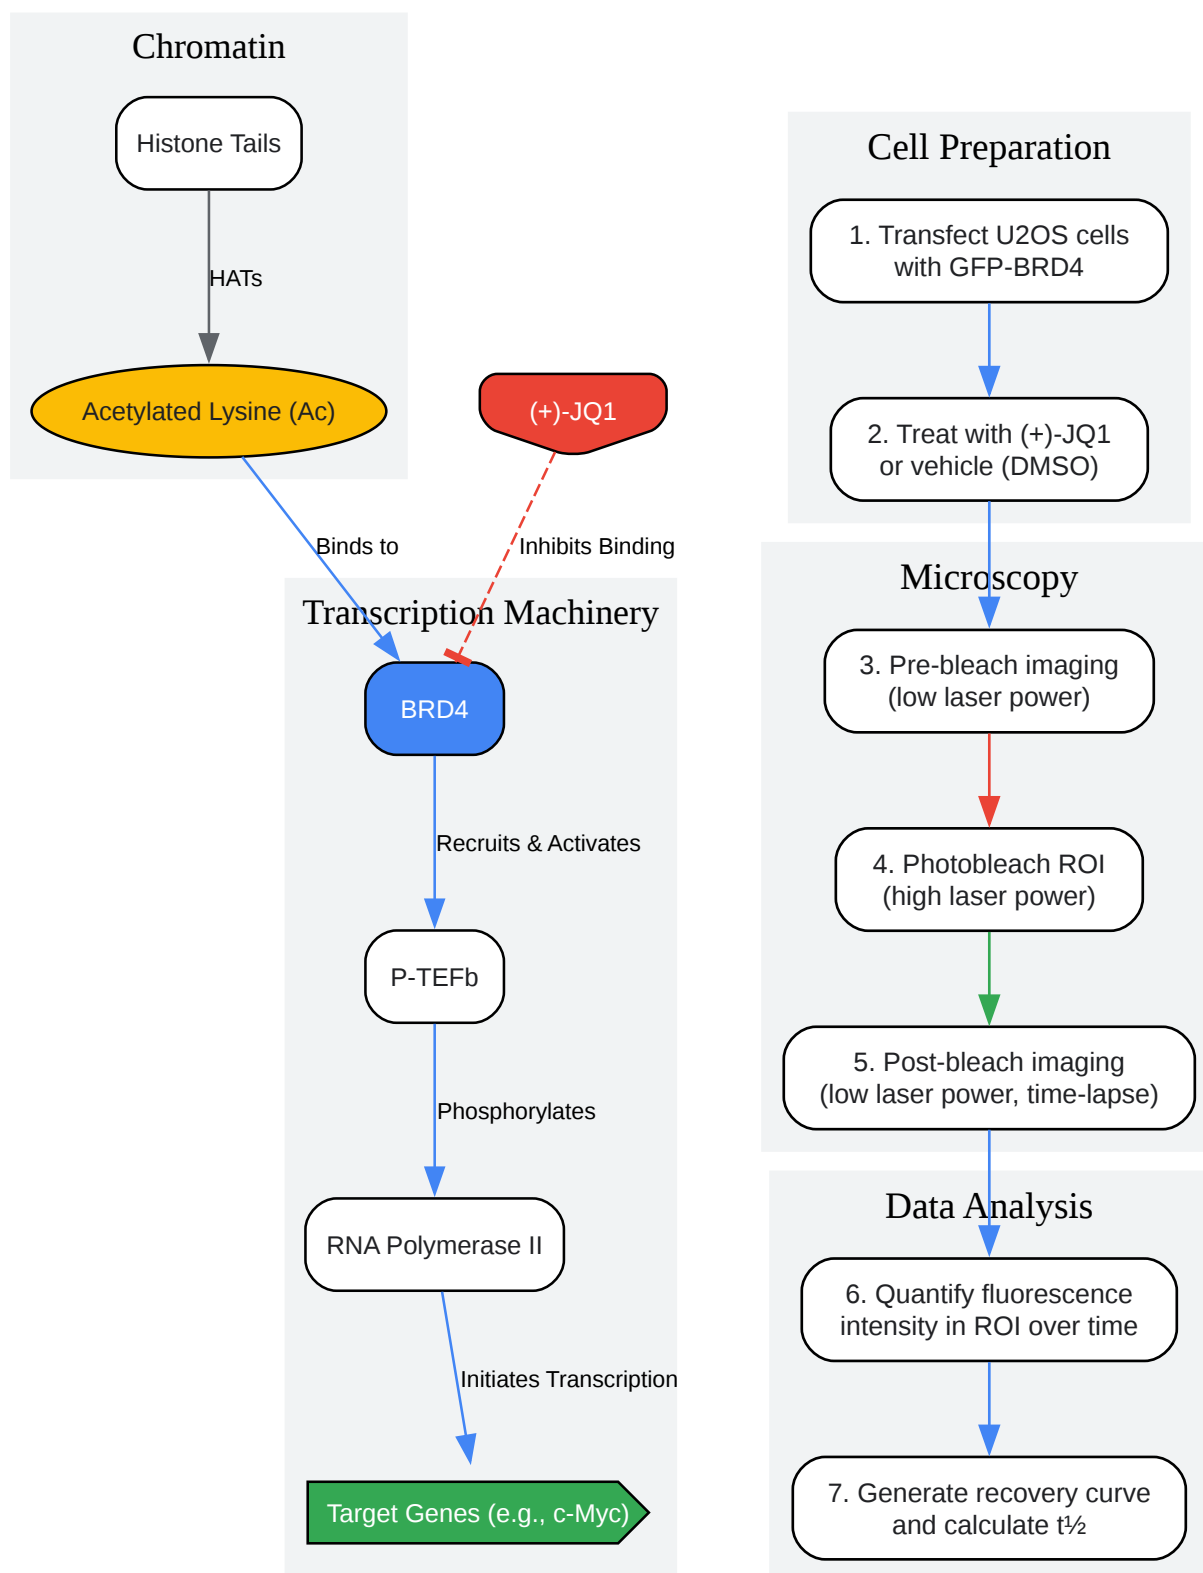 Chromatin
Histone Tails
HATs
Acetylated Lysine (Ac)
(+)-JQ1
Binds to
Inhibits Binding
Transcription Machinery
BRD4
Recruits & Activates
P-TEFb
Phosphorylates
RNA Polymerase II
Initiates Transcription
Target Genes (e.g., c-Myc)
Cell Preparation
1. Transfect U2OS cells
with GFP-BRD4
2. Treat with (+)-JQ1
or vehicle (DMSO)
Microscopy
3. Pre-bleach imaging
(low laser power)
4. Photobleach ROI
(high laser power)
5. Post-bleach imaging
(low laser power, time-lapse)
Data Analysis
6. Quantify fluorescence
intensity in ROI over time
7. Generate recovery curve
and calculate t½